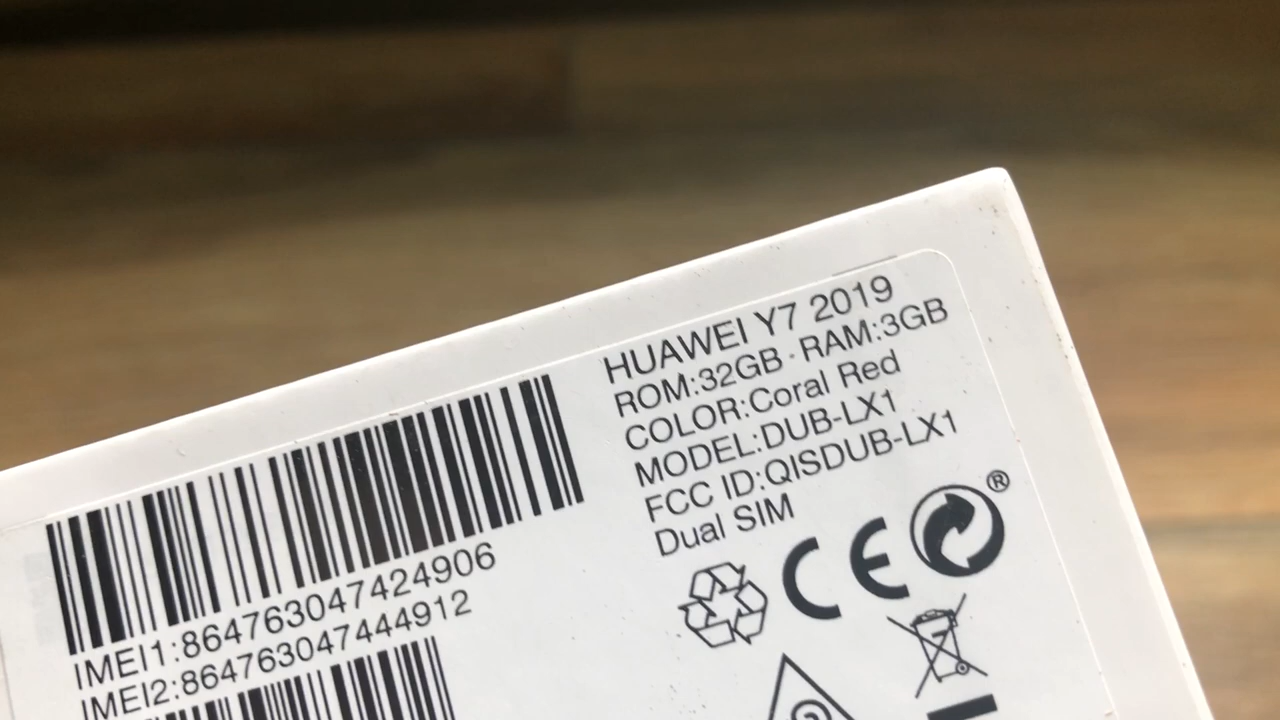 HUAWEI Y7 2019
ROM:32GB · RAM:3GB
COLOR:Coral Red
MODEL:DUB-LX1
FCC ID:QISDUB-LX1
Dual SIM
CE
®
IMEI1:864763047424906
IMEI2:864763047444912